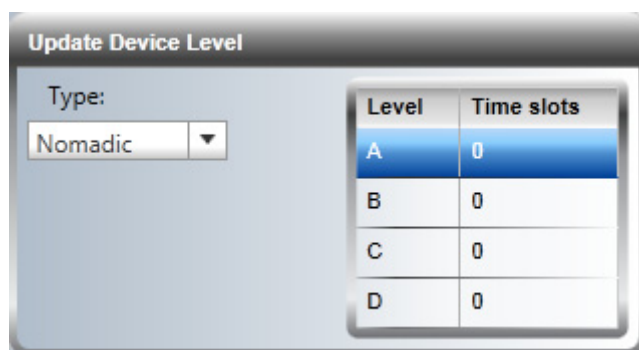 Update Device Level
Type:
Nomadic
Level Time slots
A 0
B 0
C 0
D 0